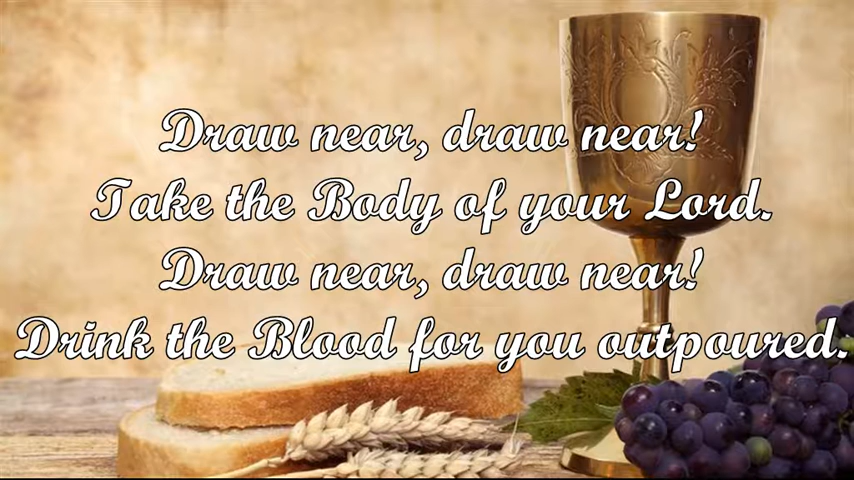 Draw near, draw near!
Take the Body of your Lord.
Draw near, draw near!
Drink the Blood for you outpoured.